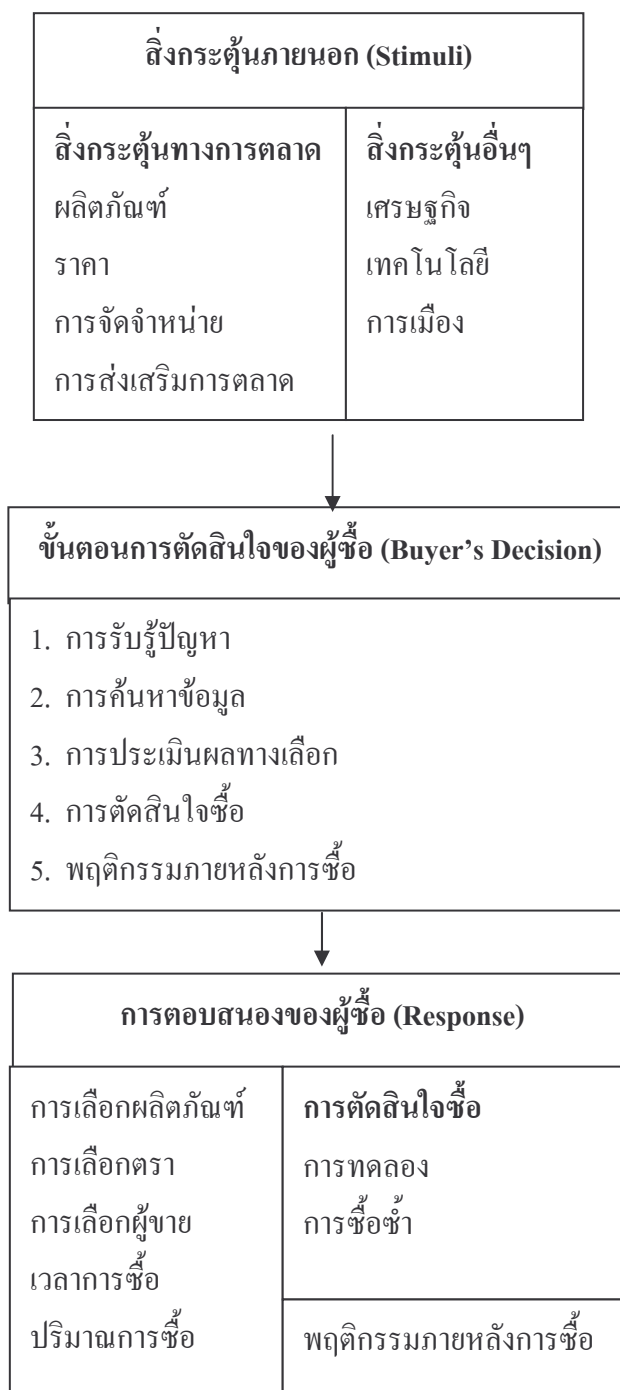 สิ่งกระตุ้นภายนอก (Stimuli)
สิ่งกระตุ้นทางการตลาด
ผลิตภัณฑ์
ราคา
การจัดจำหน่าย
การส่งเสริมการตลาด
สิ่งกระตุ้นอื่นๆ
เศรษฐกิจ
เทคโนโลยี
การเมือง
ขั้นตอนการตัดสินใจของผู้ซื้อ (Buyer's Decision)
1. การรับรู้ปัญหา
2. การค้นหาข้อมูล
3. การประเมินผลทางเลือก
4. การตัดสินใจซื้อ
5. พฤติกรรมภายหลังการซื้อ
การตอบสนองของผู้ซื้อ (Response)
การเลือกผลิตภัณฑ์
การเลือกตรา
การเลือกผู้ขาย
เวลาการซื้อ
ปริมาณการซื้อ
การตัดสินใจซื้อ
การทดลอง
การซื้อซ้ำ
พฤติกรรมภายหลังการซื้อ